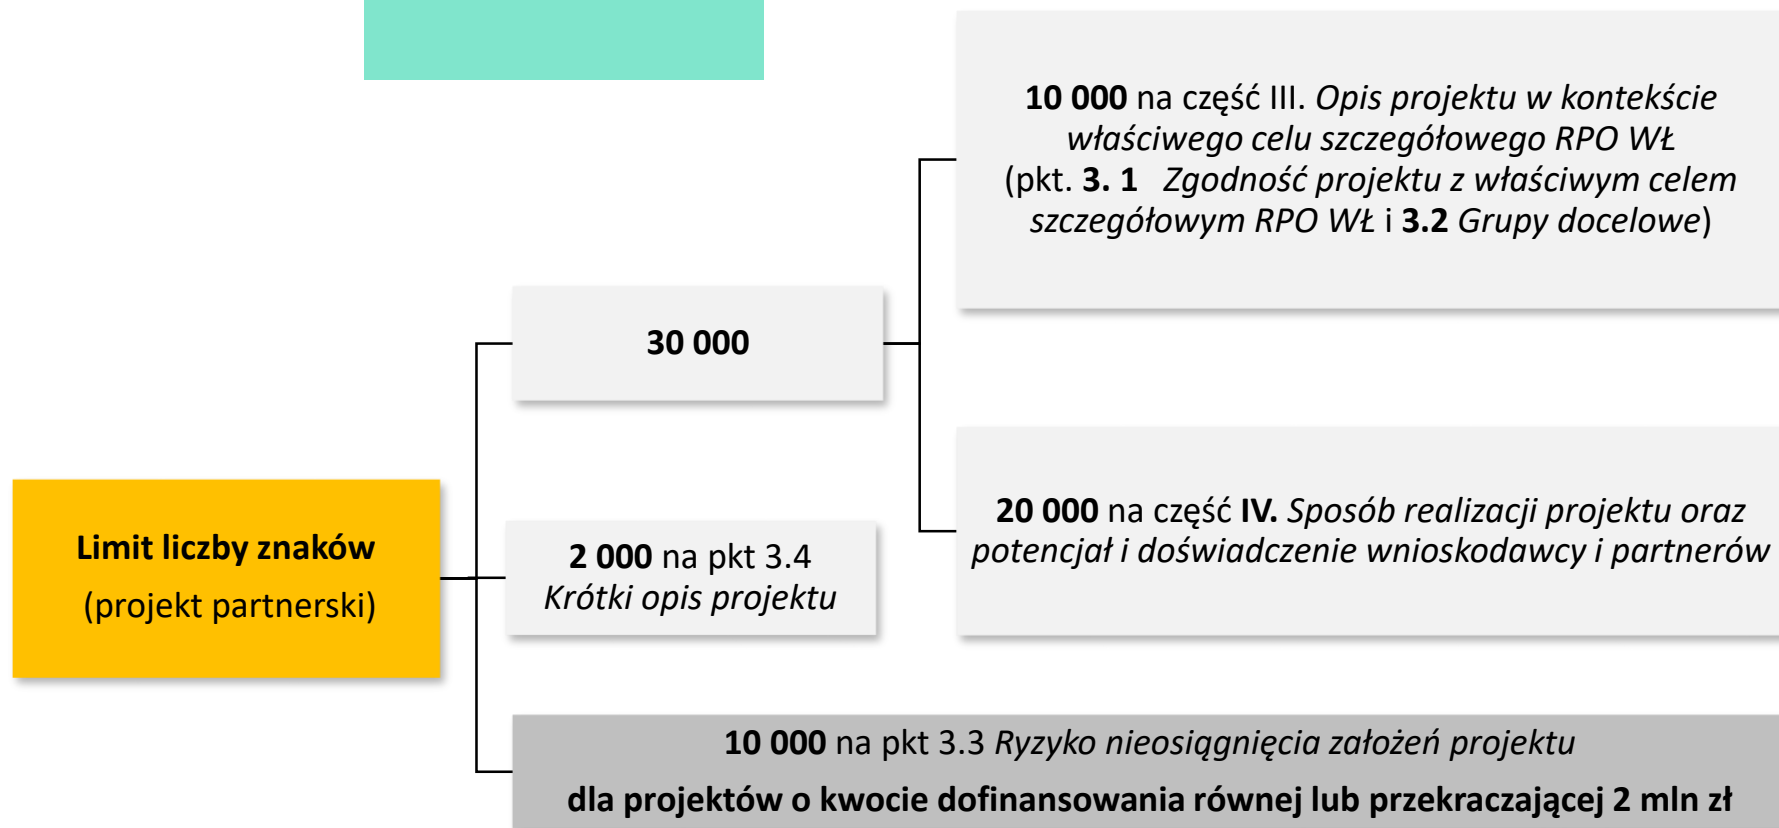 Limit liczby znaków
(projekt partnerski)
30 000
2 000 na pkt 3.4
Krótki opis projektu
10 000 na część III. Opis projektu w kontekście
właściwego celu szczegółowego RPO WŁ
(pkt. 3. 1 Zgodność projektu z właściwym celem
szczegółowym RPO WŁ i 3.2 Grupy docelowe)
20 000 na część IV. Sposób realizacji projektu oraz
potencjał i doświadczenie wnioskodawcy i partnerów
10 000 na pkt 3.3 Ryzyko nieosiągnięcia założeń projektu
dla projektów o kwocie dofinansowania równej lub przekraczającej 2 mln zł